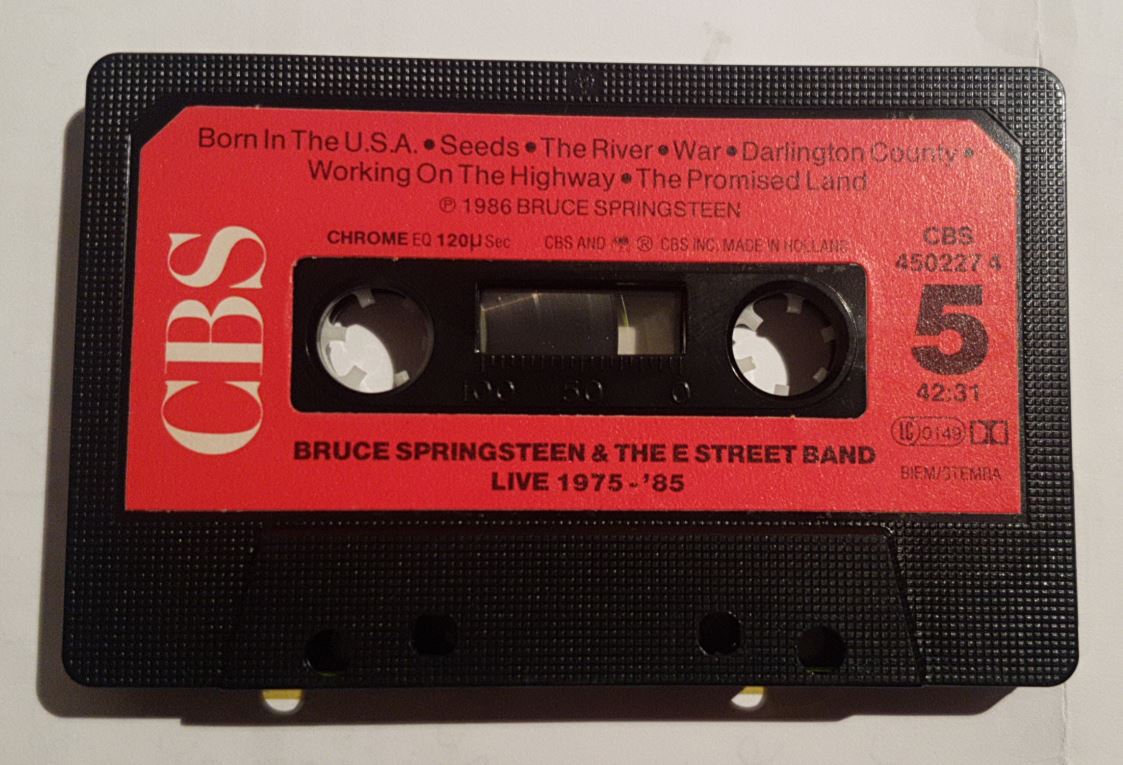 Born In The U.S.A. • Seeds • The River • War • Darlington County •
Working On The Highway • The Promised Land
℗ 1986 BRUCE SPRINGSTEEN
CHROME EQ 120µ Sec CBS AND ® CBS INC. MADE IN HOLLAND
CBS
CBS
450227 4
5
42:31
LC 0149
BIEM/STEMRA
100 50 0
BRUCE SPRINGSTEEN & THE E STREET BAND
LIVE 1975-'85